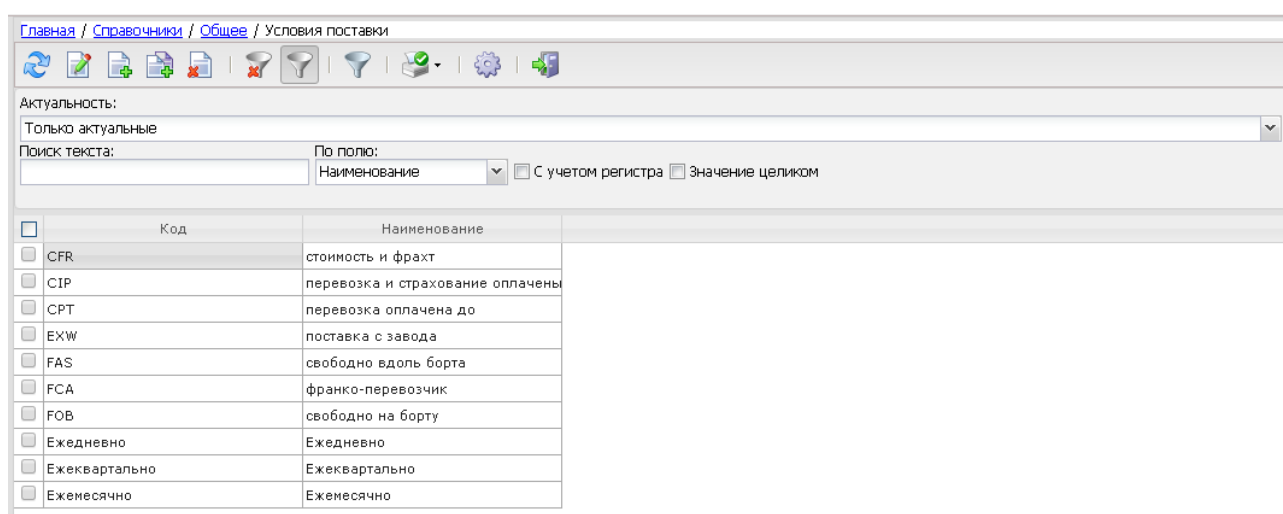 Главная / Справочники / Общее / Условия поставки
Актуальность:
Только актуальные
Поиск текста: По полю:
Наименование С учетом регистра Значение целиком
Код Наименование
CFR стоимость и фрахт
CIP перевозка и страхование оплачены
CPT перевозка оплачена до
EXW поставка с завода
FAS свободно вдоль борта
FCA франко-перевозчик
FOB свободно на борту
Ежедневно Ежедневно
Ежеквартально Ежеквартально
Ежемесячно Ежемесячно